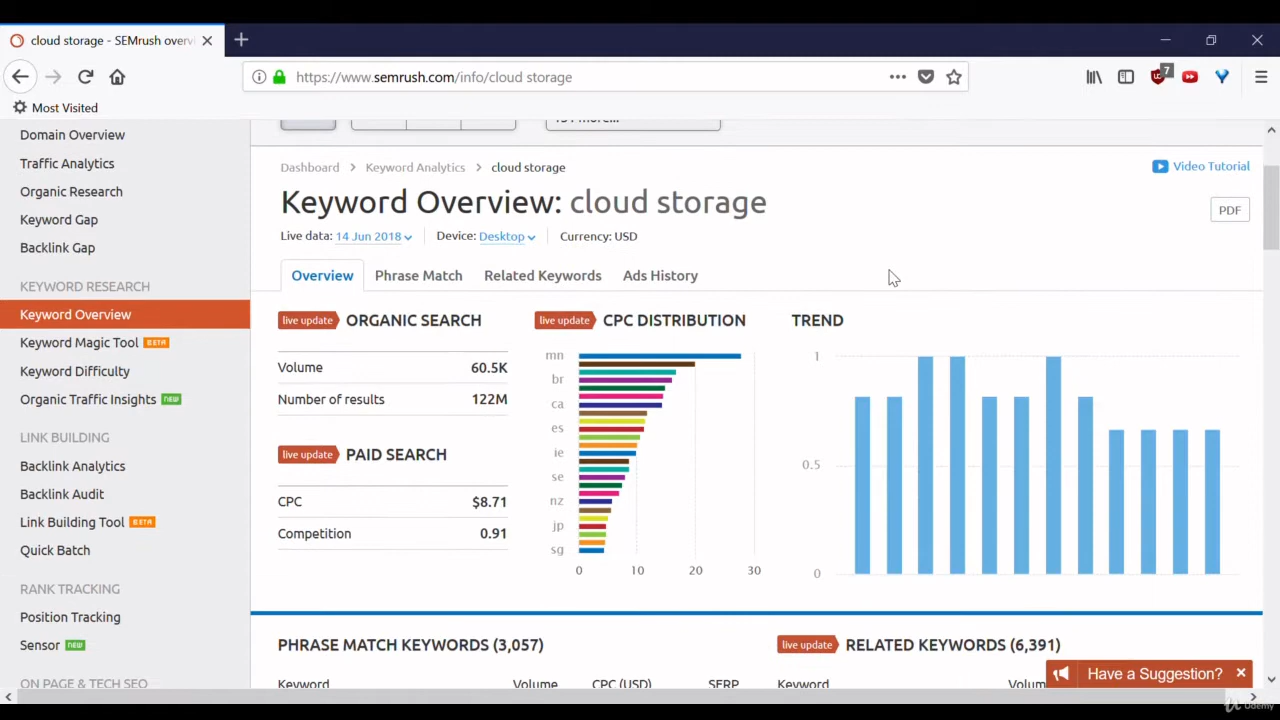 cloud storage - SEMrush overvi
https://www.semrush.com/info/cloud storage
7
Most Visited
Domain Overview
Traffic Analytics
Organic Research
Keyword Gap
Backlink Gap
KEYWORD RESEARCH
Keyword Overview
Keyword Magic Tool BETA
Keyword Difficulty
Organic Traffic Insights NEW
LINK BUILDING
Backlink Analytics
Backlink Audit
Link Building Tool BETA
Quick Batch
RANK TRACKING
Position Tracking
Sensor NEW
ON PAGE & TECH SEO
Dashboard > Keyword Analytics > cloud storage
Video Tutorial
Keyword Overview: cloud storage
PDF
Live data: 14 Jun 2018 Device: Desktop Currency: USD
Overview Phrase Match Related Keywords Ads History
live update ORGANIC SEARCH
Volume 60.5K
Number of results 122M
live update PAID SEARCH
CPC $8.71
Competition 0.91
live update CPC DISTRIBUTION
mn
br
ca
es
ie
se
nz
jp
sg
0 10 20 30
TREND
1
0.5
0
PHRASE MATCH KEYWORDS (3,057)
Keyword Volume CPC (USD) SERP
live update RELATED KEYWORDS (6,391)
Keyword Volum
Have a Suggestion?
Udemy